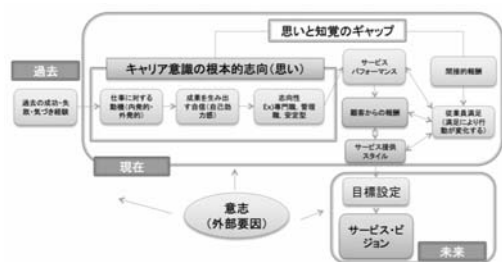 思いと知覚のギャップ
過去
キャリア意識の根本的志向(思い)
サービス
パフォーマンス
間接的報酬
過去の成功・失
敗・気づき経験
仕事に対する
動機(内発的・
外発的)
成果を生み出
す自信(自己効
力感)
志向性
Ex)専門職、管理
職、安定型
顧客からの報酬
従業員満足
(満足により行
動が変化する)
サービス提供
スタイル
現在
意志
(外部要因)
目標設定
サービス・ビ
ジョン
未来